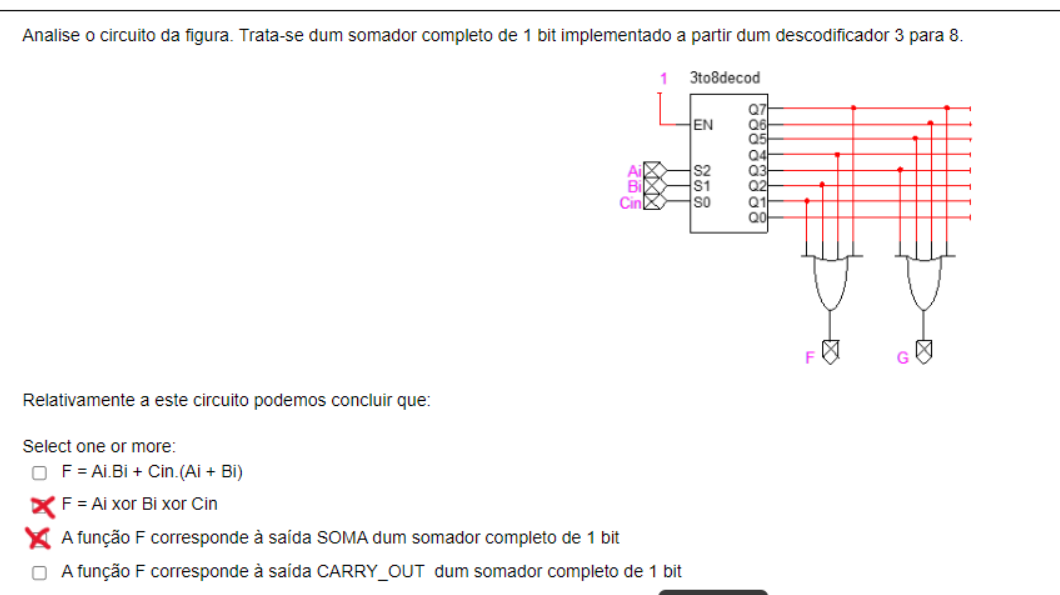 Analise o circuito da figura. Trata-se dum somador completo de 1 bit implementado a partir dum descodificador 3 para 8.
1 3to8decod
EN
Q7
Q6
Q5
Q4
Ai S2 Q3
Bi S1 Q2
Cin S0 Q1
Q0
F G
Relativamente a este circuito podemos concluir que:
Select one or more:
F = Ai.Bi + Cin.(Ai + Bi)
F = Ai xor Bi xor Cin
A função F corresponde à saída SOMA dum somador completo de 1 bit
A função F corresponde à saída CARRY_OUT dum somador completo de 1 bit